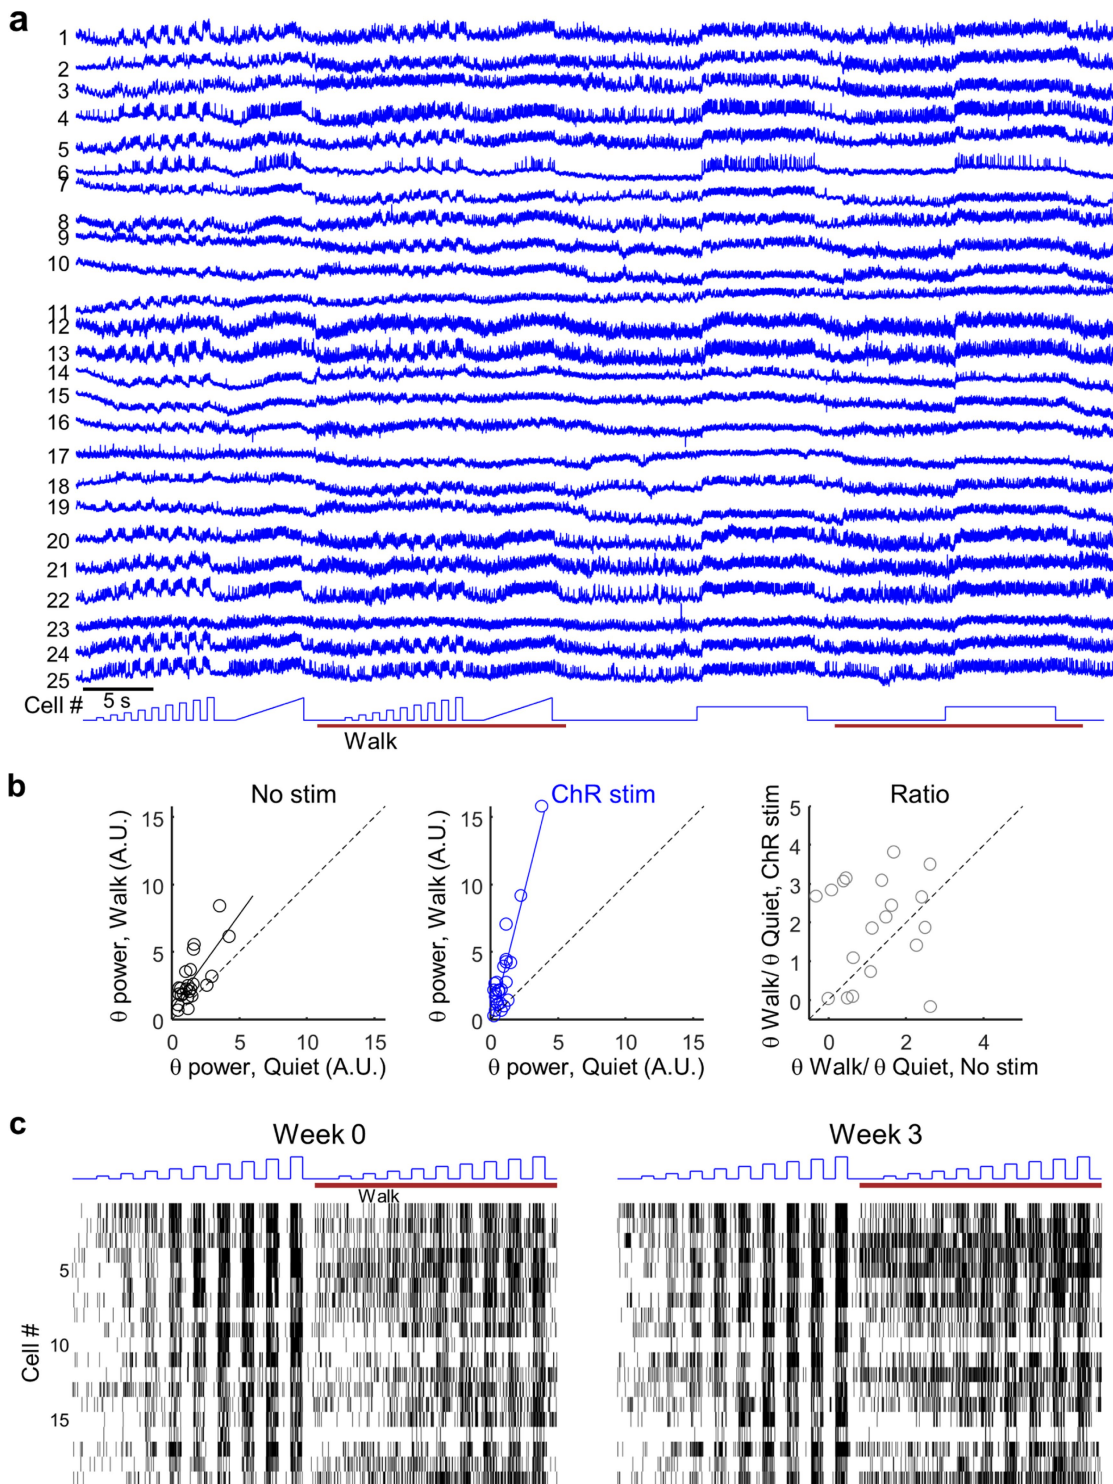 a
1
2
3
4
5
6
7
8
9
10
11
12
13
14
15
16
17
18
19
20
21
22
23
24
25
Cell #
5 s
Walk
b
No stim
ChR stim
Ratio
θ power, Walk (A.U.)
15
10
5
0
0 5 10 15
θ power, Quiet (A.U.)
θ power, Walk (A.U.)
15
10
5
0
0 5 10 15
θ power, Quiet (A.U.)
θ Walk/ θ Quiet, ChR stim
5
4
3
2
1
0
0 2 4
θ Walk/ θ Quiet, No stim
c
Week 0
Week 3
Walk
Cell #
5
10
15